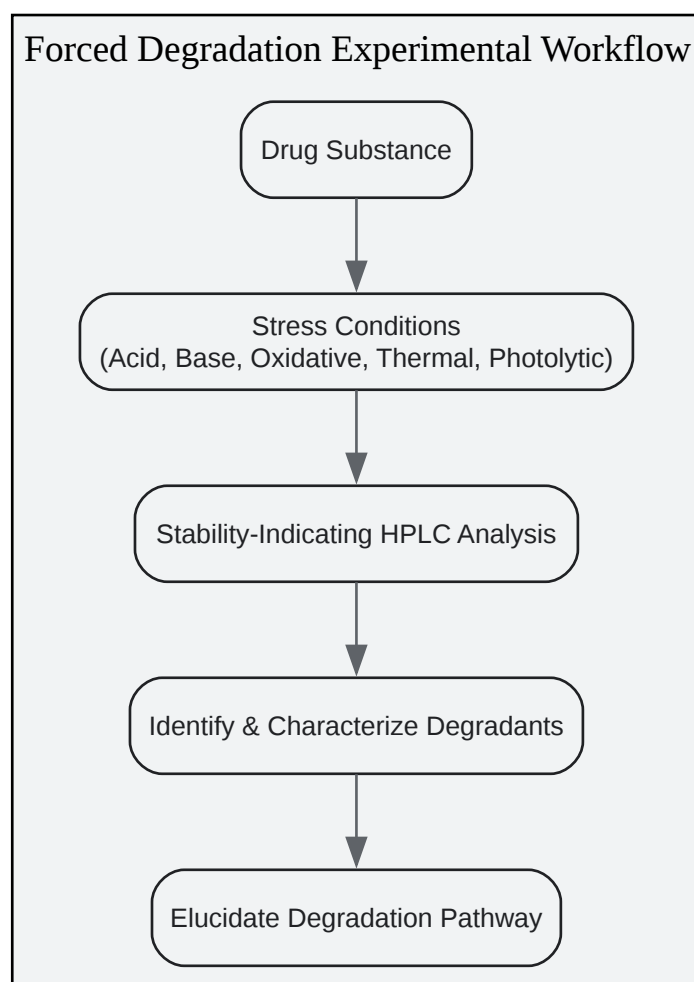 Forced Degradation Experimental Workflow
Drug Substance
Stress Conditions
(Acid, Base, Oxidative, Thermal, Photolytic)
Stability-Indicating HPLC Analysis
Identify & Characterize Degradants
Elucidate Degradation Pathway